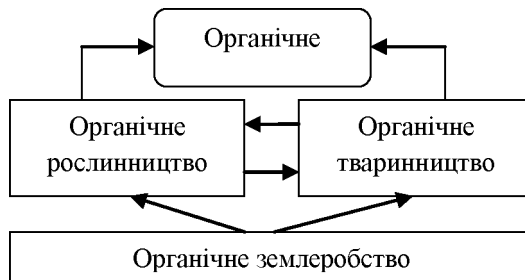 Органічне
Органічне
рослинництво
Органічне
тваринництво
Органічне землеробство